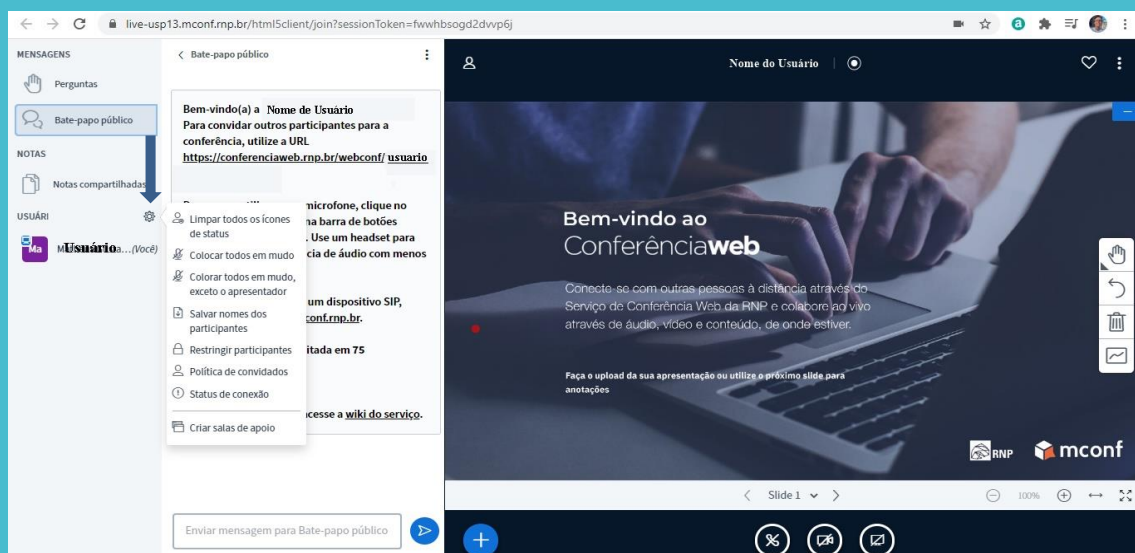 live-usp13.mconf.rnp.br/html5client/join?sessionToken=fwwhbsogd2dvvp6j
MENSAGENS
Perguntas
Bate-papo público
NOTAS
Notas compartilhadas
USUÁRI
Ma
Usuário
...(Você)
Bate-papo público
Bem-vindo(a) a Nome de Usuário
Para convidar outros participantes para a
conferência, utilize a URL
https://conferenciaweb.rnp.br/webconf/ usuario
microfone, clique no
na barra de botões
. Use um headset para
cia de áudio com menos
um dispositivo SIP,
conf.rnp.br.
itada em 75
cesse a wiki do serviço.
Limpar todos os ícones
de status
Colocar todos em mudo
Colorar todos em mudo,
exceto o apresentador
Salvar nomes dos
participantes
Restringir participantes
Política de convidados
Status de conexão
Criar salas de apoio
Enviar mensagem para Bate-papo público
Nome do Usuário
Bem-vindo ao
Conferênciaweb
Conecte-se com outras pessoas à distância através do
Serviço de Conferência Web da RNP e colabore ao vivo
através de áudio, vídeo e conteúdo, de onde estiver.
Faça o upload da sua apresentação ou utilize o próximo slide para
anotações
RNP
mconf
Slide 1
100%